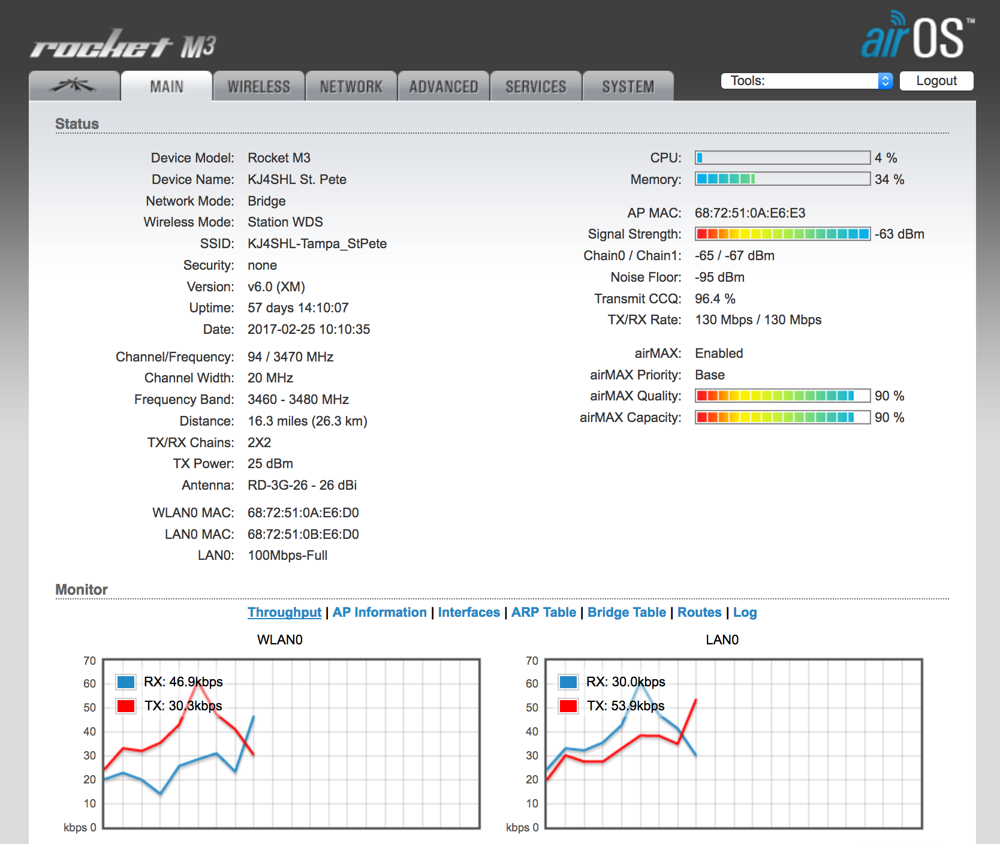 rocket M3
airOS™
MAIN WIRELESS NETWORK ADVANCED SERVICES SYSTEM Tools: Logout
Status
Device Model: Rocket M3
Device Name: KJ4SHL St. Pete
Network Mode: Bridge
Wireless Mode: Station WDS
SSID: KJ4SHL-Tampa_StPete
Security: none
Version: v6.0 (XM)
Uptime: 57 days 14:10:07
Date: 2017-02-25 10:10:35
Channel/Frequency: 94 / 3470 MHz
Channel Width: 20 MHz
Frequency Band: 3460 - 3480 MHz
Distance: 16.3 miles (26.3 km)
TX/RX Chains: 2X2
TX Power: 25 dBm
Antenna: RD-3G-26 - 26 dBi
WLAN0 MAC: 68:72:51:0A:E6:D0
LAN0 MAC: 68:72:51:0B:E6:D0
LAN0: 100Mbps-Full
CPU: 4 %
Memory: 34 %
AP MAC: 68:72:51:0A:E6:E3
Signal Strength: -63 dBm
Chain0 / Chain1: -65 / -67 dBm
Noise Floor: -95 dBm
Transmit CCQ: 96.4 %
TX/RX Rate: 130 Mbps / 130 Mbps
airMAX: Enabled
airMAX Priority: Base
airMAX Quality: 90 %
airMAX Capacity: 90 %
Monitor
Throughput | AP Information | Interfaces | ARP Table | Bridge Table | Routes | Log
WLAN0
70
60
50
40
30
20
10
kbps 0
RX: 46.9kbps
TX: 30.3kbps
LAN0
70
60
50
40
30
20
10
kbps 0
RX: 30.0kbps
TX: 53.9kbps